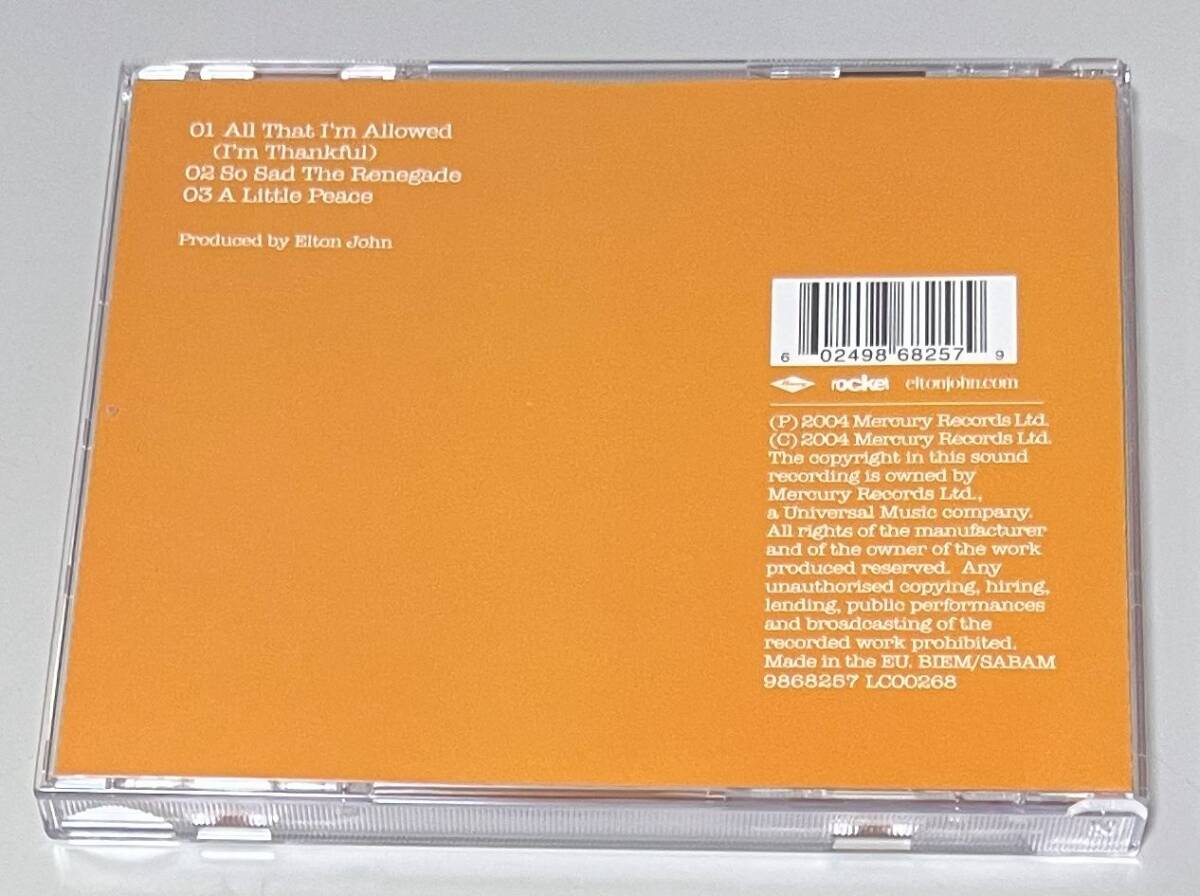 01 All That I'm Allowed
(I'm Thankful)
02 So Sad The Renegade
03 A Little Peace
Produced by Elton John
6 02498 68257 9
Mercury rocket eltonjohn.com
(P) 2004 Mercury Records Ltd.
(C) 2004 Mercury Records Ltd.
The copyright in this sound
recording is owned by
Mercury Records Ltd.,
a Universal Music company.
All rights of the manufacturer
and of the owner of the work
produced reserved. Any
unauthorised copying, hiring,
lending, public performances
and broadcasting of the
recorded work prohibited.
Made in the EU. BIEM/SABAM
9868257 LC00268